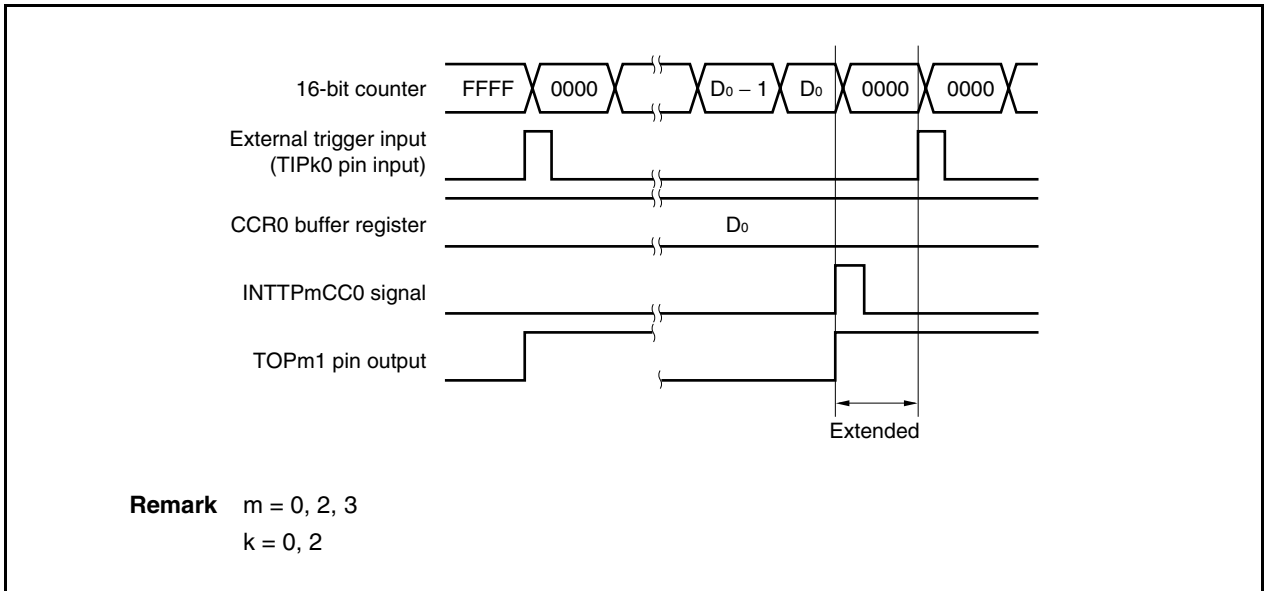 16-bit counter FFFF 0000 D0 – 1 D0 0000 0000
External trigger input
(TIPk0 pin input)
CCR0 buffer register D0
INTTPmCC0 signal
TOPm1 pin output
Extended
Remark m = 0, 2, 3
k = 0, 2